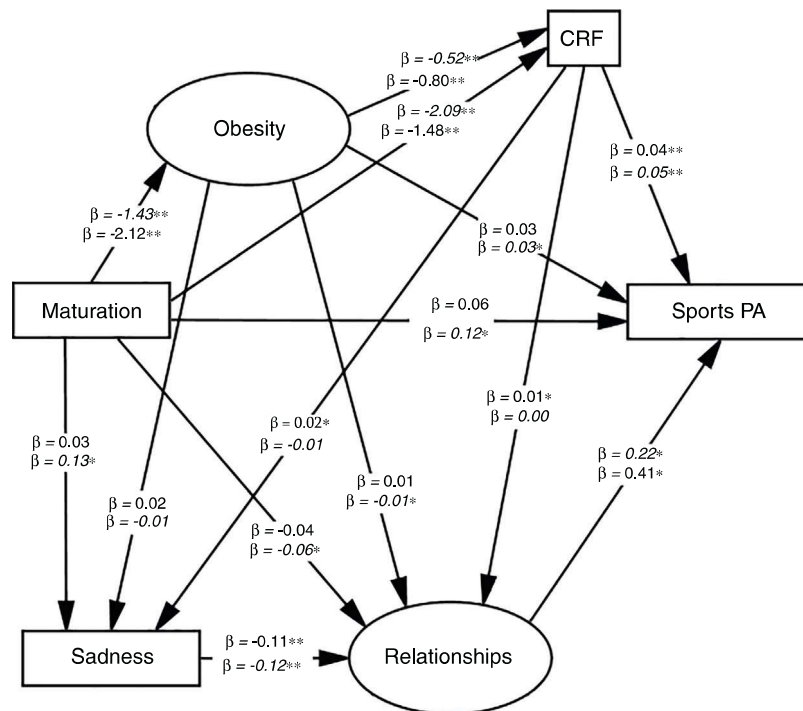 CRF
β = -0.52**
β = -0.80**
β = -2.09**
β = -1.48**
Obesity
β = 0.04**
β = 0.05**
β = -1.43**
β = -2.12**
β = 0.03
β = 0.03*
Maturation
β = 0.06
β = 0.12*
Sports PA
β = 0.01*
β = 0.00
β = 0.02*
β = -0.01
β = 0.03
β = 0.13*
β = 0.22*
β = 0.41*
β = 0.01
β = -0.01*
β = 0.02
β = -0.01
β = -0.04
β = -0.06*
Sadness
β = -0.11**
β = -0.12**
Relationships